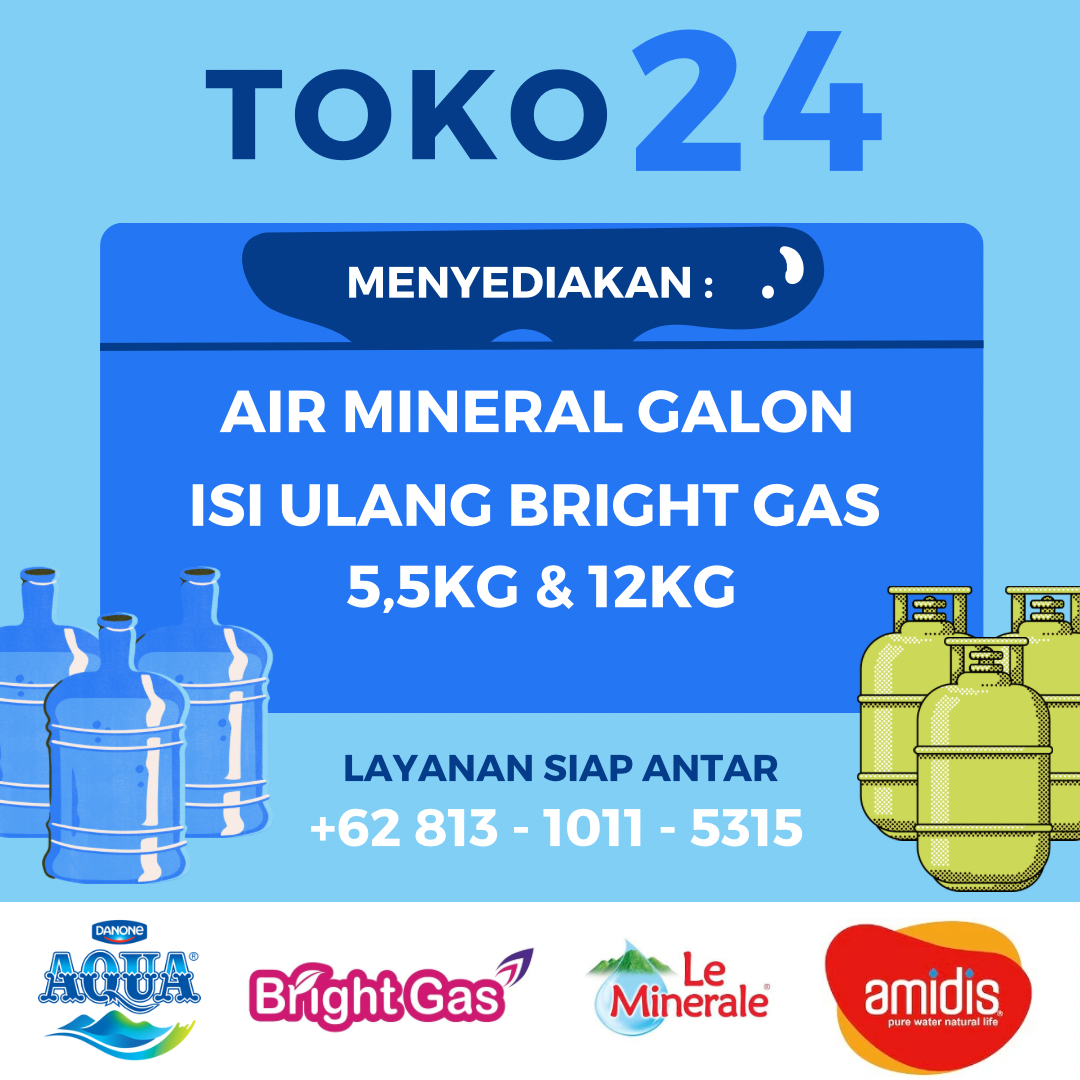 TOKO 24
MENYEDIAKAN :
AIR MINERAL GALON
ISI ULANG BRIGHT GAS
5,5KG & 12KG
LAYANAN SIAP ANTAR
+62 813 - 1011 - 5315
DANONE
AQUA®
Bright Gas
Le
Minerale®
amidis®
pure water natural life